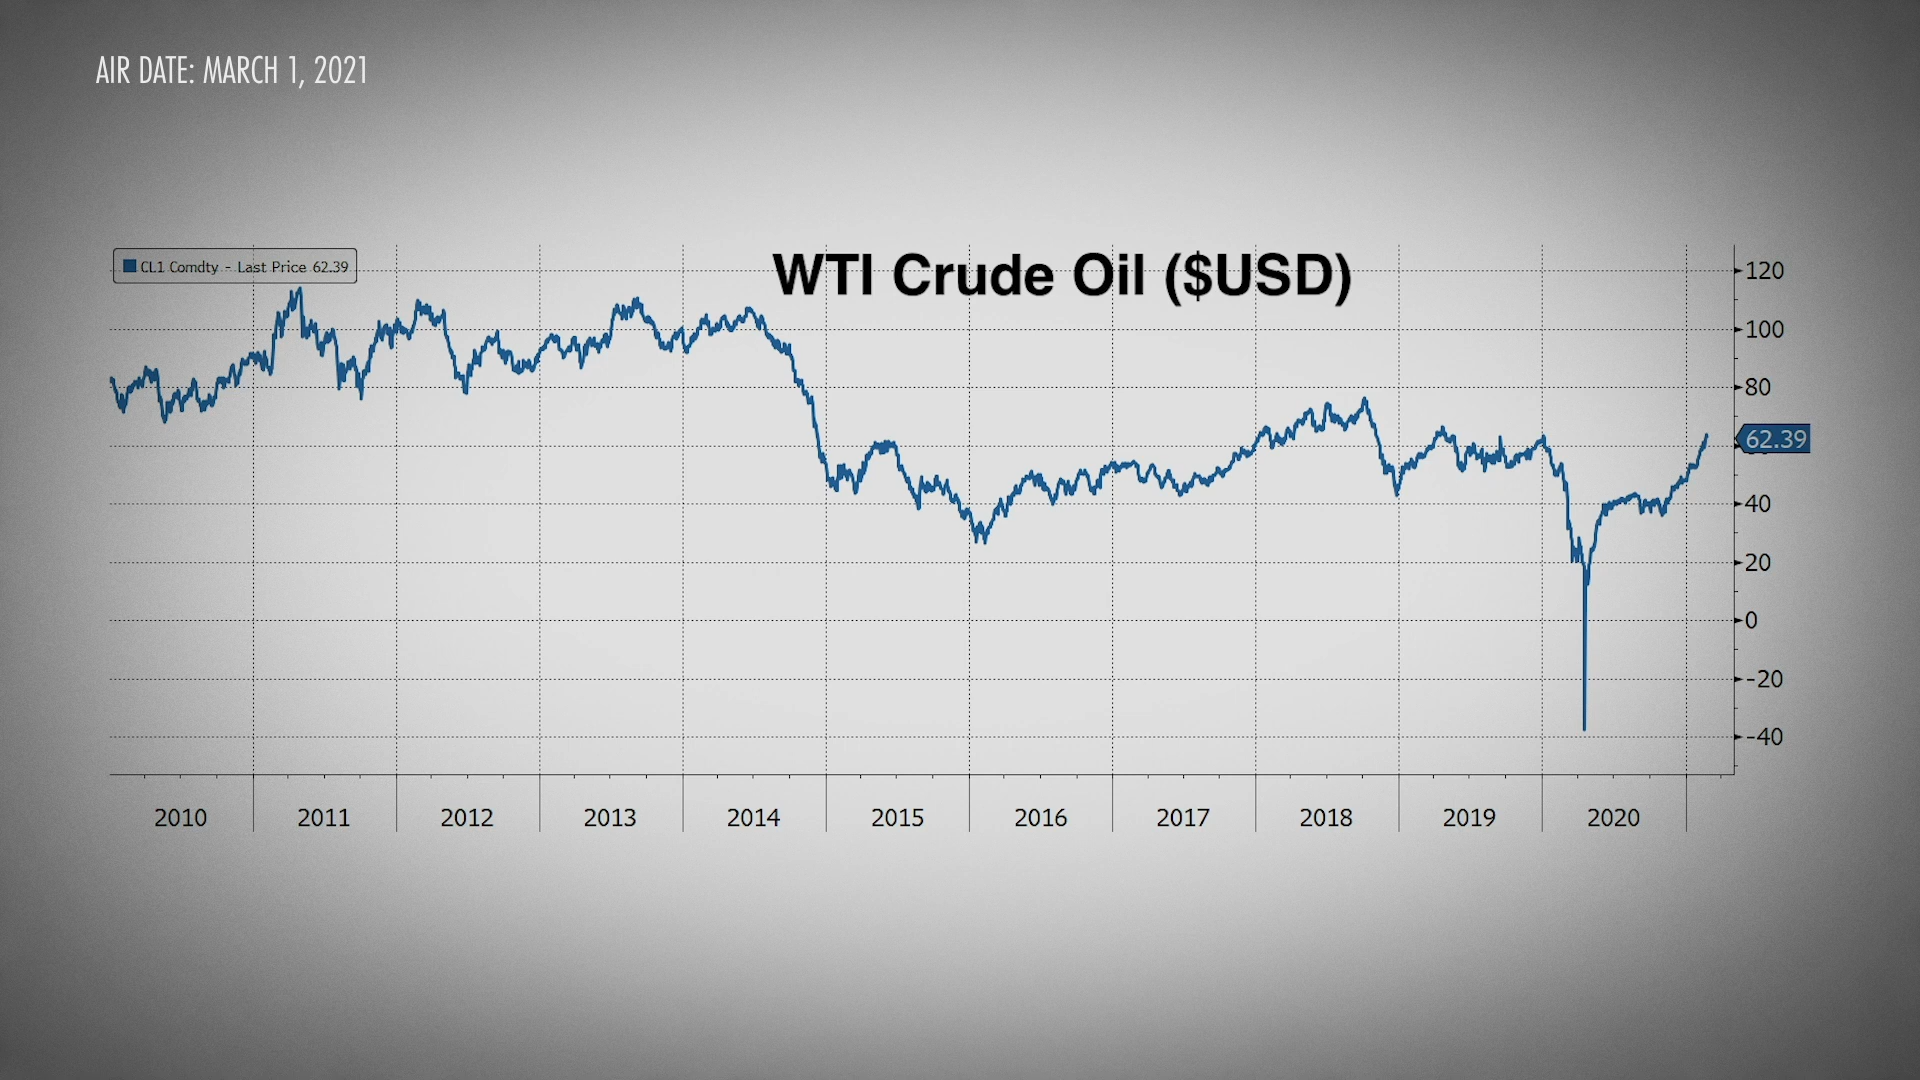 AIR DATE: MARCH 1, 2021
CL1 Comdty - Last Price 62.39
WTI Crude Oil ($USD)
120
100
80
62.39
40
20
0
-20
-40
2010 2011 2012 2013 2014 2015 2016 2017 2018 2019 2020